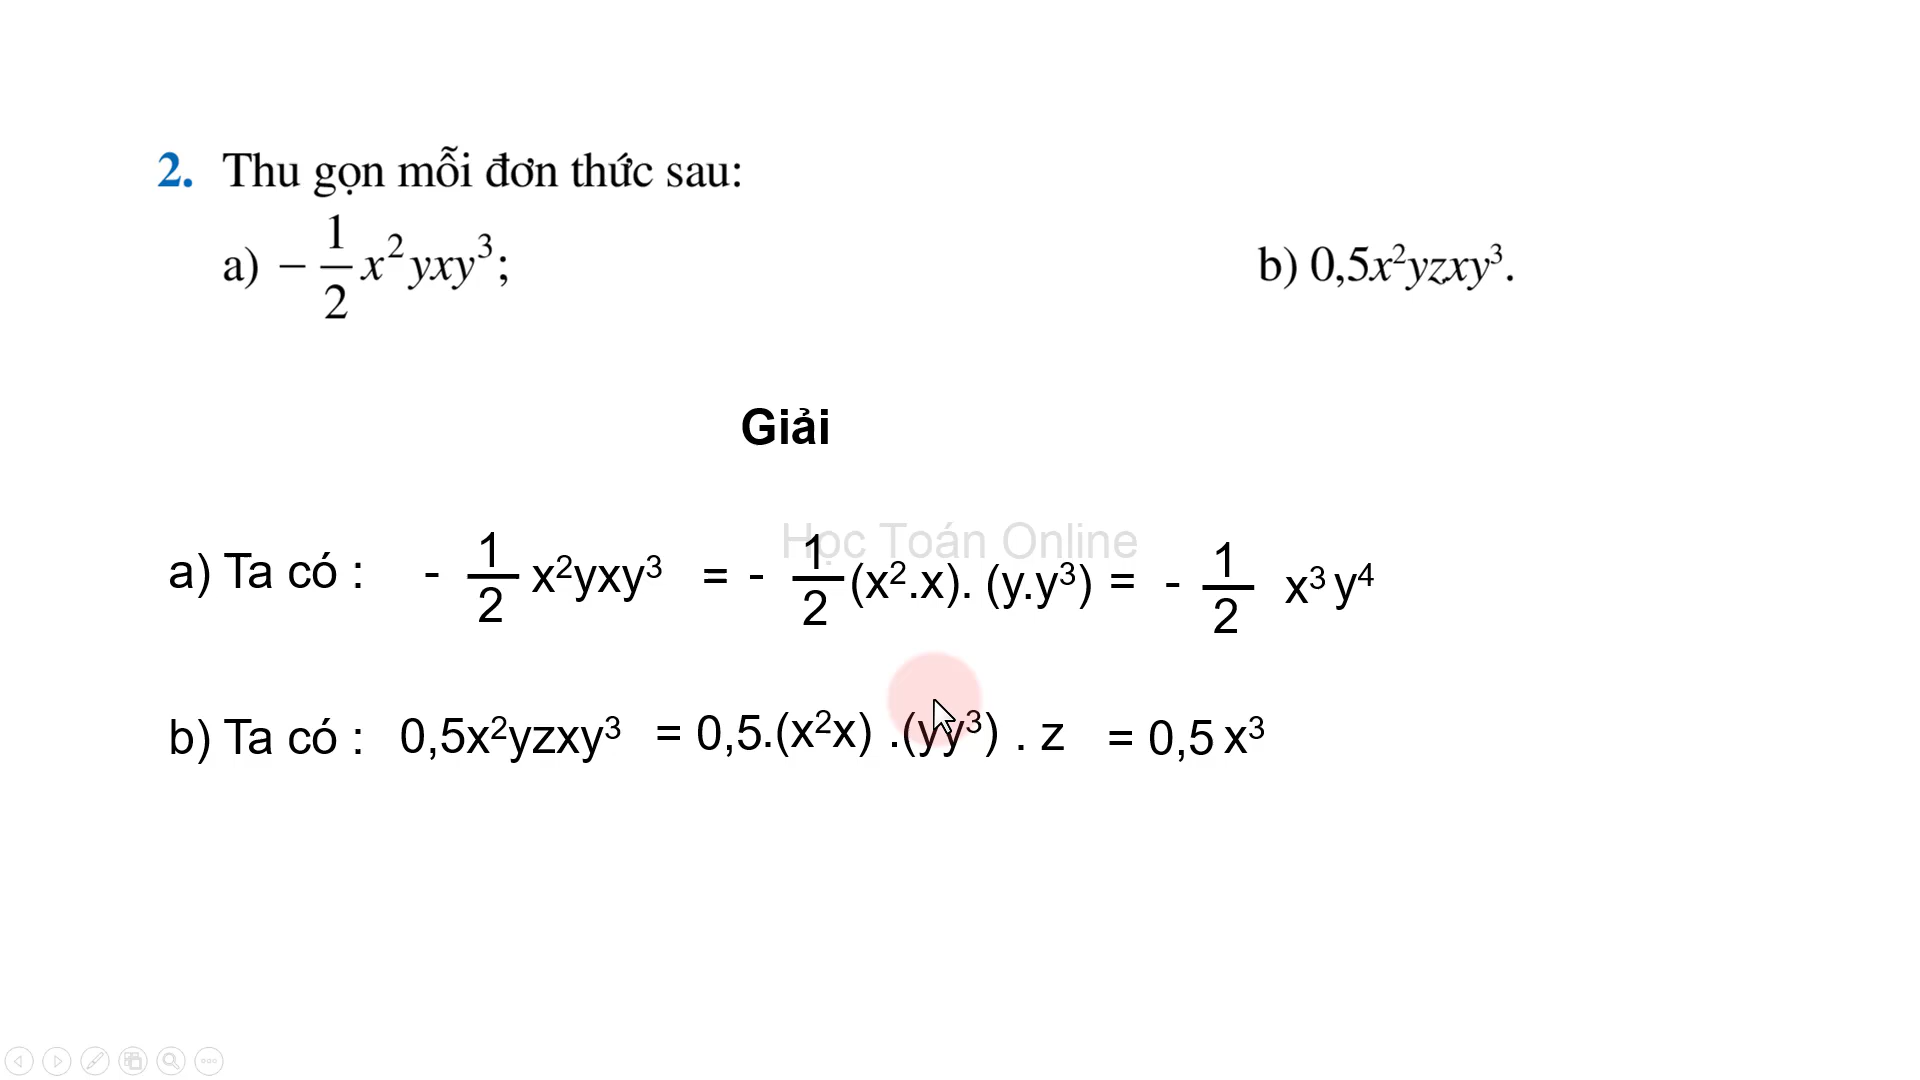 2. Thu gọn mỗi đơn thức sau:
a) −1/2 x²yxy³; b) 0,5x²yzxy³.
Giải
Học Toán Online
a) Ta có : - 1/2 x²yxy³ = - 1/2 (x².x). (y.y³) = - 1/2 x³ y⁴
b) Ta có : 0,5x²yzxy³ = 0,5.(x²x) .(yy³) . z = 0,5 x³